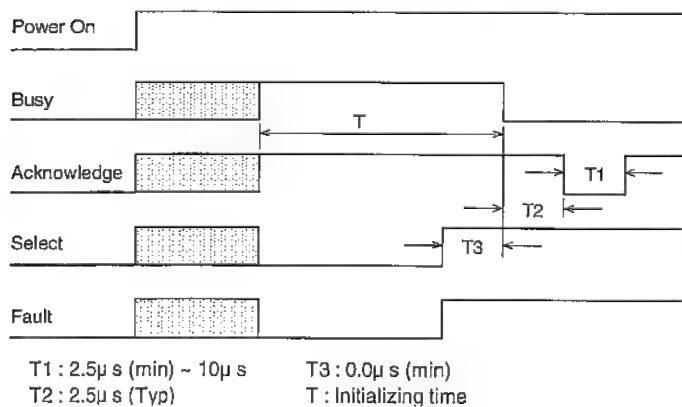 Power On
Busy
T
Acknowledge
T1
T2
Select
T3
Fault
T1 : 2.5µ s (min) ~ 10µ s
T3 : 0.0µ s (min)
T2 : 2.5µ s (Typ)
T : Initializing time